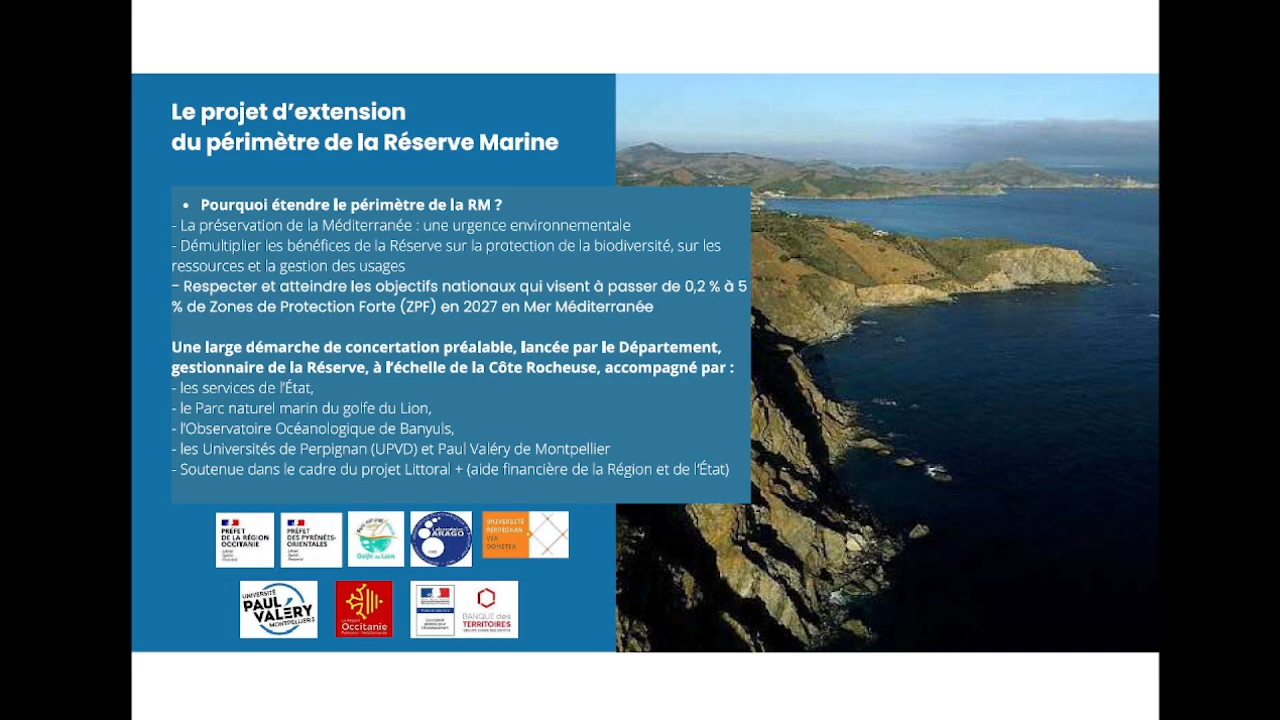 Le projet d'extension
du périmètre de la Réserve Marine
• Pourquoi étendre le périmètre de la RM ?
- La préservation de la Méditerranée : une urgence environnementale
- Démultiplier les bénéfices de la Réserve sur la protection de la biodiversité, sur les
ressources et la gestion des usages
- Respecter et atteindre les objectifs nationaux qui visent à passer de 0,2 % à 5
% de Zones de Protection Forte (ZPF) en 2027 en Mer Méditerranée
Une large démarche de concertation préalable, lancée par le Département,
gestionnaire de la Réserve, à l'échelle de la Côte Rocheuse, accompagné par :
- les services de l'État,
- le Parc naturel marin du golfe du Lion,
- l'Observatoire Océanologique de Banyuls,
- les Universités de Perpignan (UPVD) et Paul Valéry de Montpellier
- Soutenue dans le cadre du projet Littoral + (aide financière de la Région et de l'État)
PRÉFET
DE LA RÉGION
OCCITANIE
PRÉFET
DES PYRÉNÉES-
ORIENTALES
Golfe du Lion
Laboratoire
ARAGO
UNIVERSITÉ
PERPIGNAN
VIA
DOMITIA
UNIVERSITÉ
PAUL
VALÉRY
MONTPELLIER 3
La Région
Occitanie
BANQUE des
TERRITOIRES